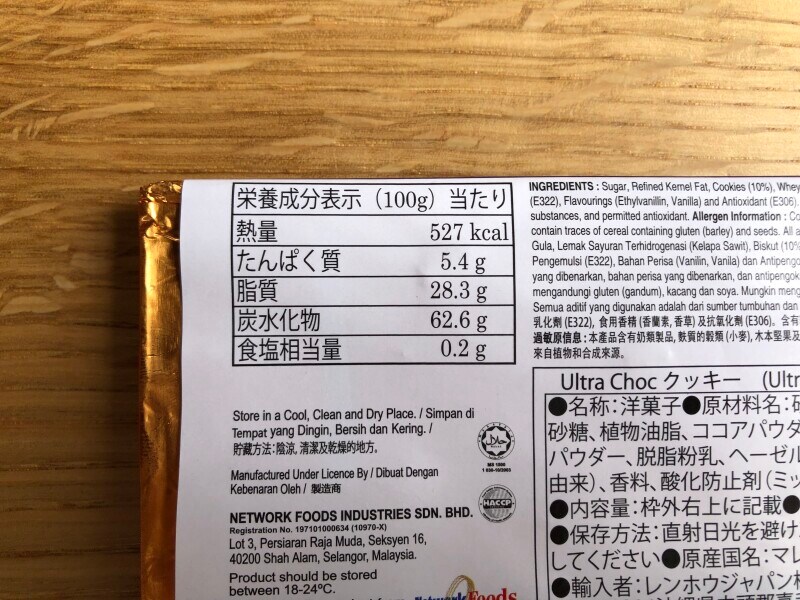 栄養成分表示（100g）当たり
熱量 527 kcal
たんぱく質 5.4 g
脂質 28.3 g
炭水化物 62.6 g
食塩相当量 0.2 g
Store in a Cool, Clean and Dry Place. / Simpan di
Tempat yang Dingin, Bersih dan Kering. /
貯藏方法:陰涼, 清潔及乾燥的地方。
Manufactured Under Licence By / Dibuat Dengan
Kebenaran Oleh / 製造商
NETWORK FOODS INDUSTRIES SDN. BHD.
Registration No. 197101000634 (10970-X)
Lot 3, Persiaran Raja Muda, Seksyen 16,
40200 Shah Alam, Selangor, Malaysia.
Product should be stored
between 18-24°C.
HACCP
NetworkFoods
INGREDIENTS : Sugar, Refined Kernel Fat, Cookies (10%), Whey
(E322), Flavourings (Ethylvanillin, Vanilla) and Antioxidant (E306).
substances, and permitted antioxidant. Allergen Information :
contain traces of cereal containing gluten (barley) and seeds. All
Gula, Lemak Sayuran Terhidrogenasi (Kelapa Sawit), Biskut (10%
Pengemulsi (E322), Bahan Perisa (Vanilin, Vanila) dan
yang dibenarkan, bahan perisa yang dibenarkan, dan
mengandungi gluten (gandum), kacang dan soya. Mungkin
Semua aditif yang digunakan adalah dari sumber tumbuhan dan
乳化劑 (E322), 食用香精 (香蘭素, 香草) 及抗氧化劑 (E306)。含有
過敏原信息 : 本產品含有奶類製品, 麩質的穀類 (小麥), 木本堅果及
來自植物和合成來源。
Ultra Choc クッキー (Ultr
●名称：洋菓子●原材料名：
砂糖、植物油脂、ココアパウダ
パウダー、脱脂粉乳、ヘーゼル
由来）、香料、酸化防止剤（ミッ
●内容量：枠外右上に記載●
●保存方法：直射日光を避け
してください●原産国名：マレ
●輸入者：レンホウジャパン